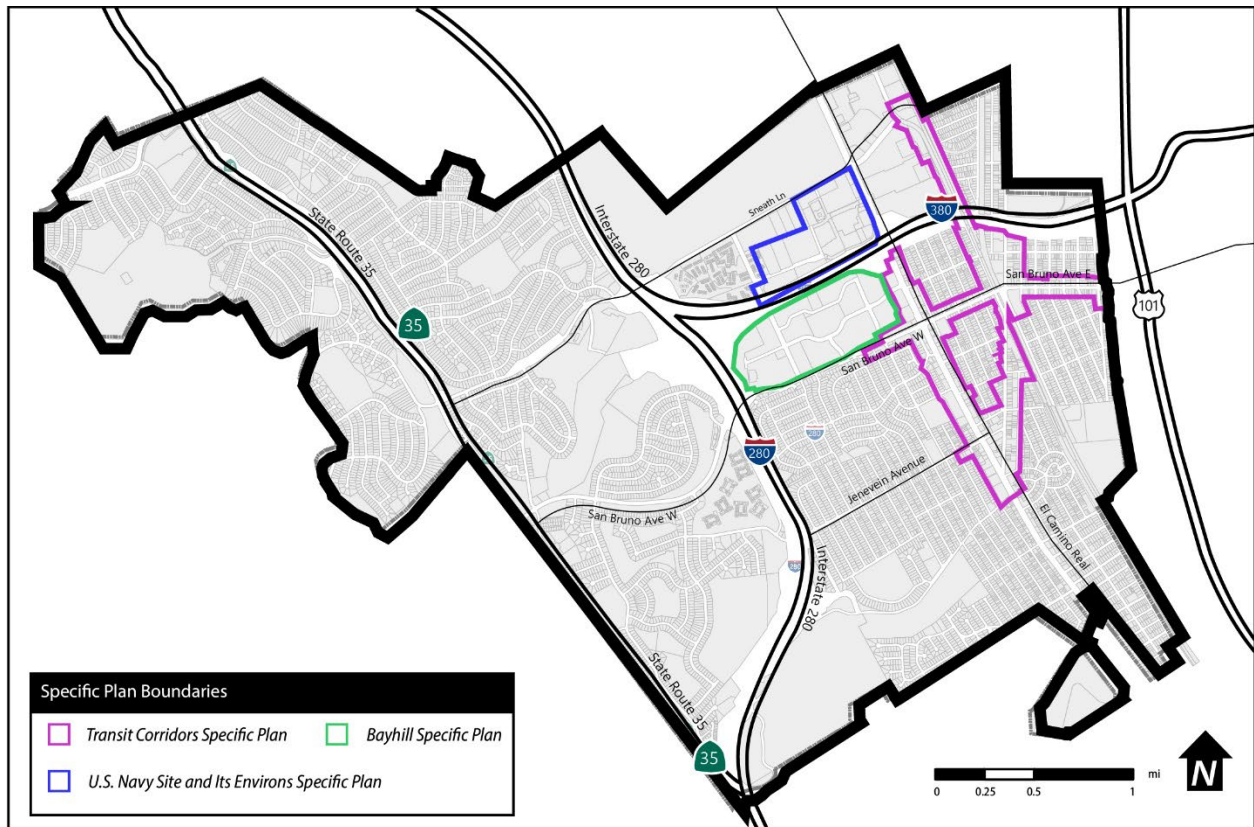 Sneath Ln
380
State Route 35
Interstate 280
San Bruno Ave E
101
35
San Bruno Ave W
280
280
Jenevein Avenue
San Bruno Ave W
El Camino Real
280
Interstate 280
State Route 35
35
Specific Plan Boundaries
Transit Corridors Specific Plan
Bayhill Specific Plan
U.S. Navy Site and Its Environs Specific Plan
mi
0 0.25 0.5 1
N